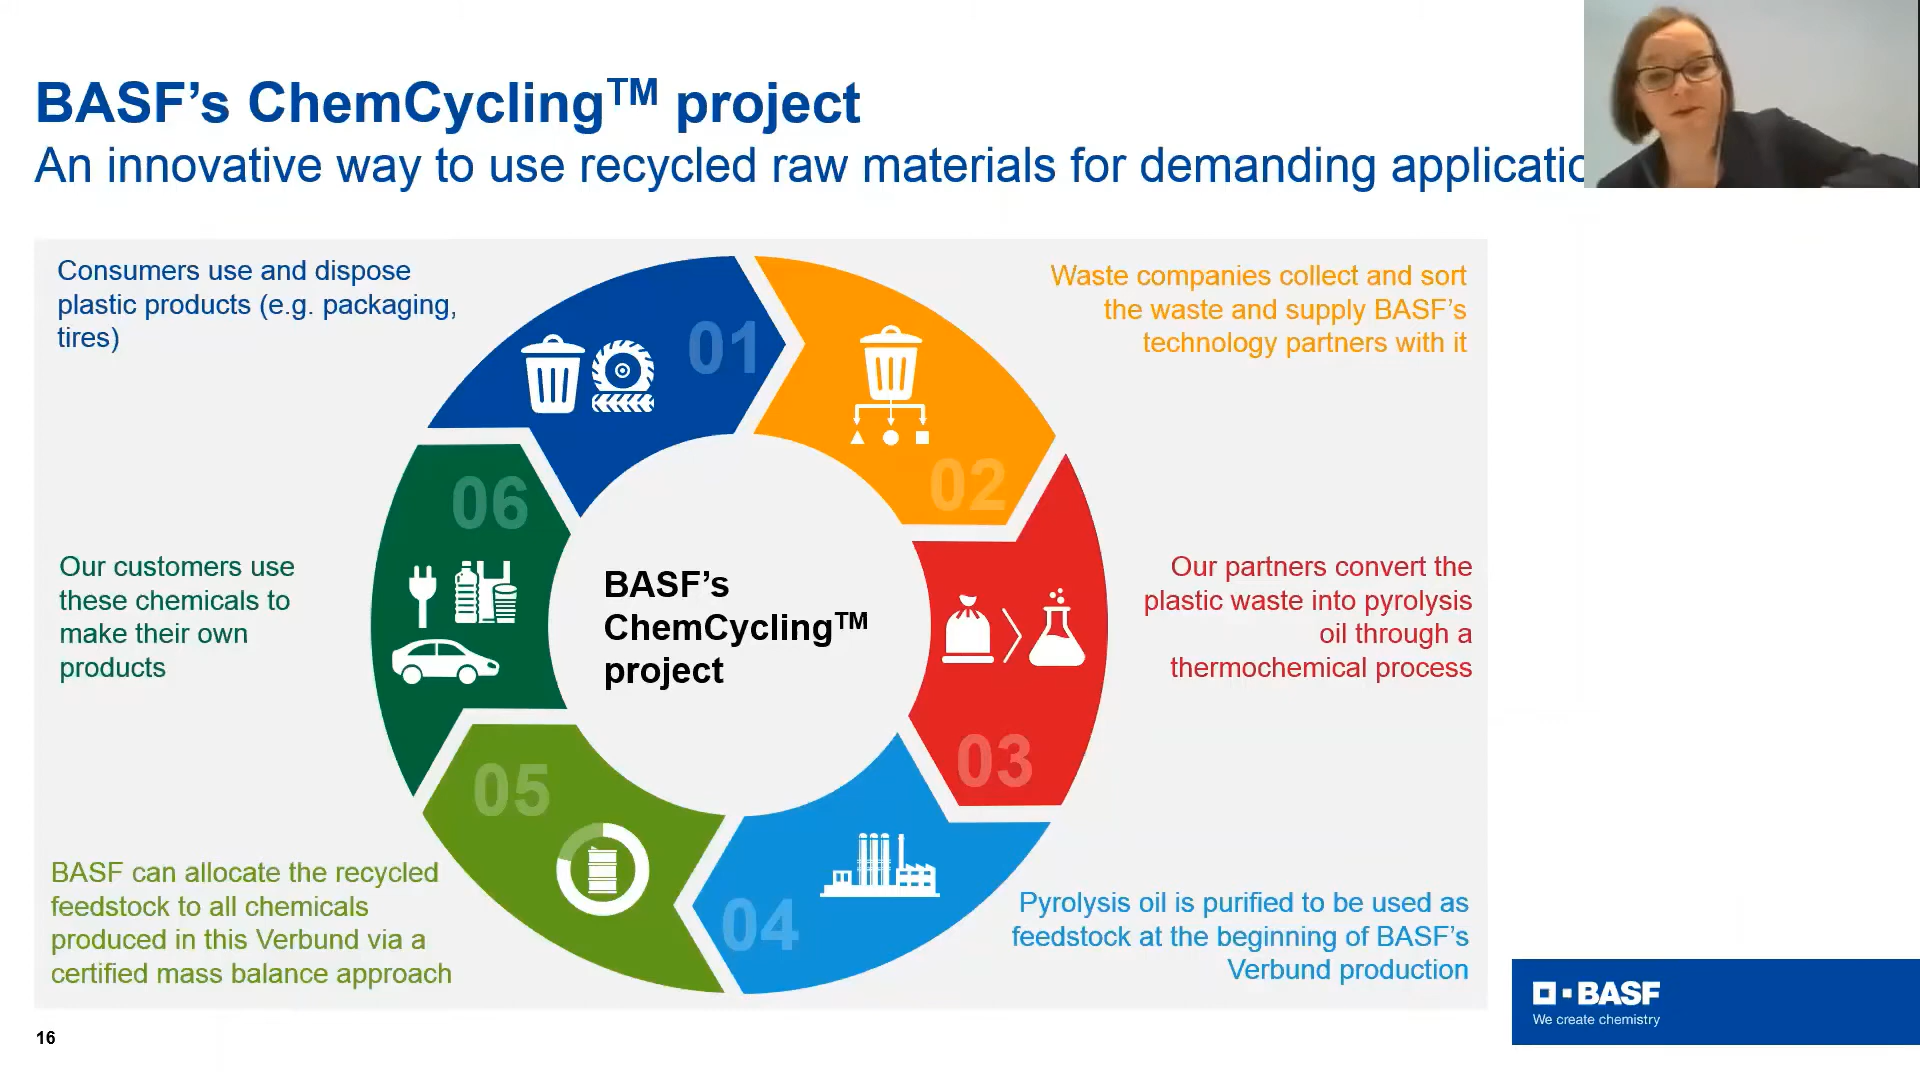 BASF’s ChemCycling™ project
An innovative way to use recycled raw materials for demanding
Consumers use and dispose
plastic products (e.g. packaging,
tires)
01
Waste companies collect and sort
the waste and supply BASF’s
technology partners with it
02
Our partners convert the
plastic waste into pyrolysis
oil through a
thermochemical process
03
Pyrolysis oil is purified to be used as
feedstock at the beginning of BASF’s
Verbund production
04
BASF can allocate the recycled
feedstock to all chemicals
produced in this Verbund via a
certified mass balance approach
05
Our customers use
these chemicals to
make their own
products
06
BASF’s
ChemCycling™
project
16
BASF
We create chemistry